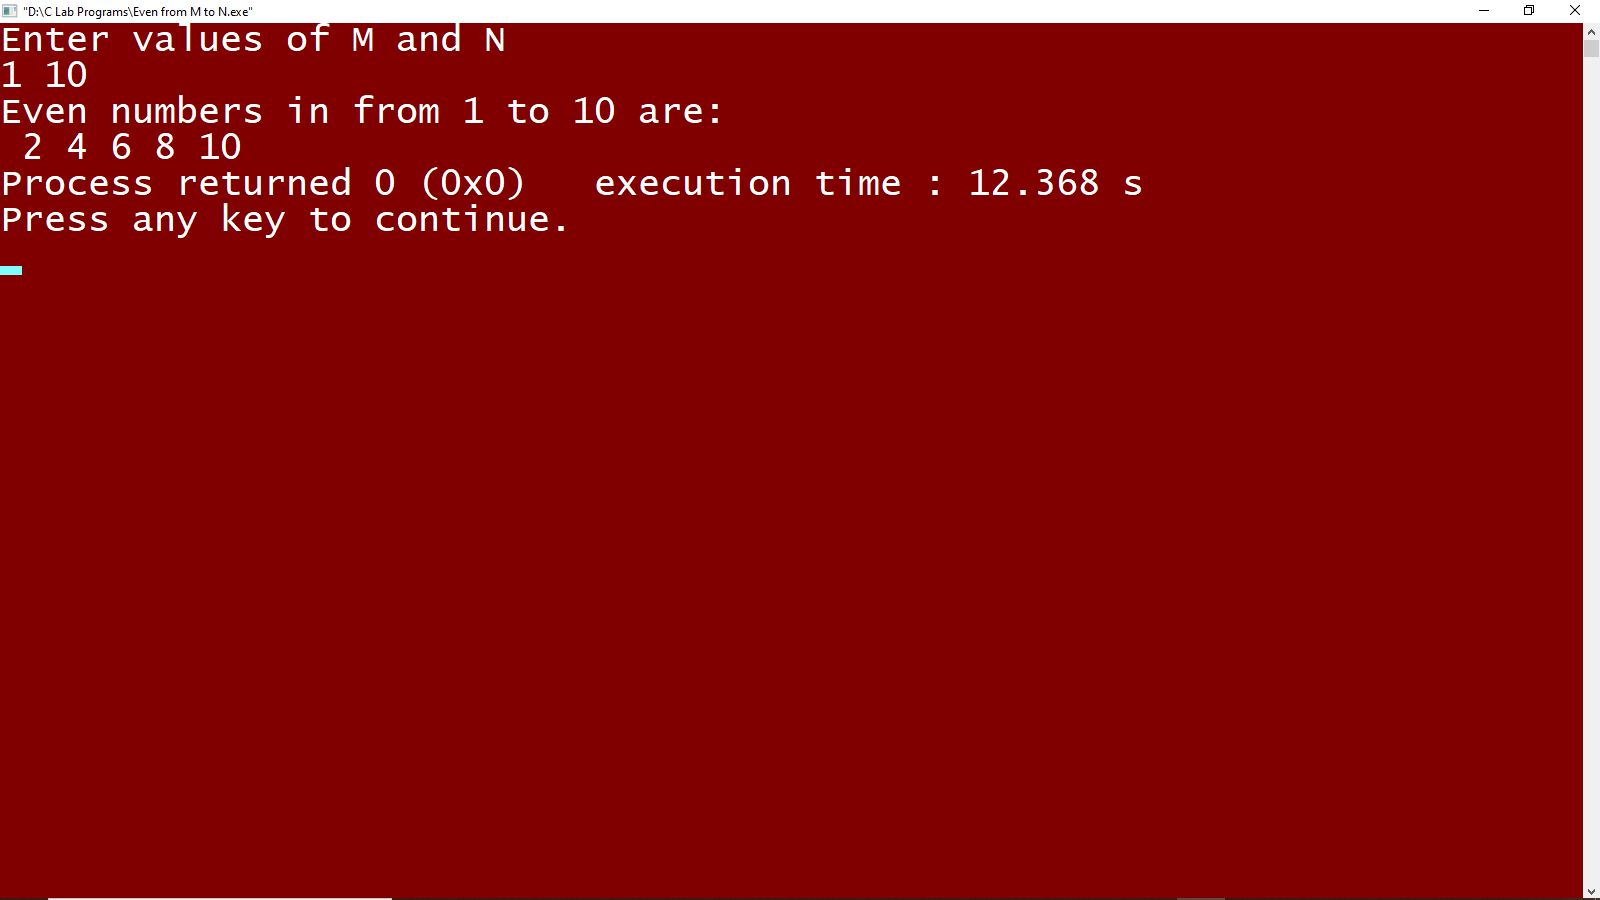 "D:\C Lab Programs\Even from M to N.exe"
Enter values of M and N
1 10
Even numbers in from 1 to 10 are:
 2 4 6 8 10
Process returned 0 (0x0)   execution time : 12.368 s
Press any key to continue.